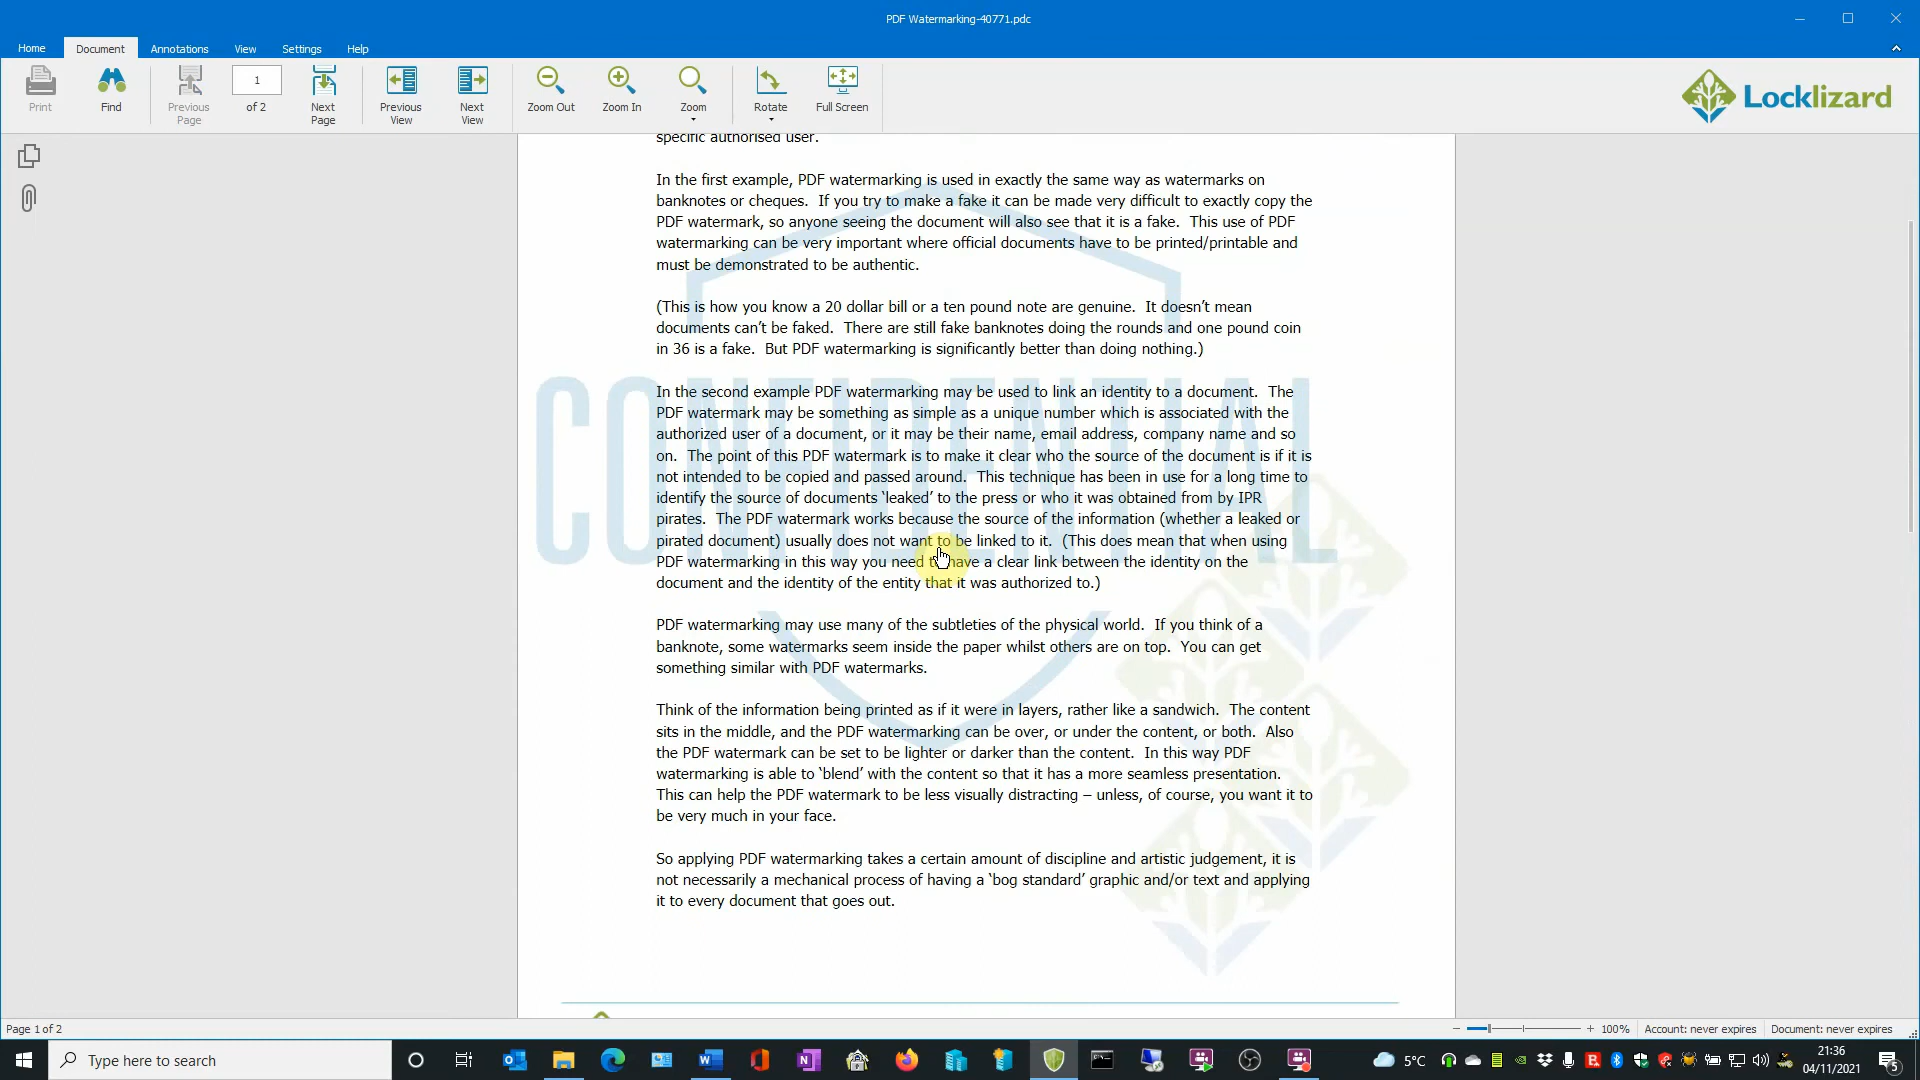 PDF Watermarking-40771.pdc
Home Document Annotations View Settings Help
Print
Find
Previous Page
1
of 2
Next Page
Previous View
Next View
Zoom Out
Zoom In
Zoom
Rotate
Full Screen
Locklizard
specific authorised user.
In the first example, PDF watermarking is used in exactly the same way as watermarks on
banknotes or cheques. If you try to make a fake it can be made very difficult to exactly copy the
PDF watermark, so anyone seeing the document will also see that it is a fake. This use of PDF
watermarking can be very important where official documents have to be printed/printable and
must be demonstrated to be authentic.
(This is how you know a 20 dollar bill or a ten pound note are genuine. It doesn’t mean
documents can’t be faked. There are still fake banknotes doing the rounds and one pound coin
in 36 is a fake. But PDF watermarking is significantly better than doing nothing.)
CONFIDENTIAL
In the second example PDF watermarking may be used to link an identity to a document. The
PDF watermark may be something as simple as a unique number which is associated with the
authorized user of a document, or it may be their name, email address, company name and so
on. The point of this PDF watermark is to make it clear who the source of the document is if it is
not intended to be copied and passed around. This technique has been in use for a long time to
identify the source of documents ‘leaked’ to the press or who it was obtained from by IPR
pirates. The PDF watermark works because the source of the information (whether a leaked or
pirated document) usually does not want to be linked to it. (This does mean that when using
PDF watermarking in this way you need to have a clear link between the identity on the
document and the identity of the entity that it was authorized to.)
PDF watermarking may use many of the subtleties of the physical world. If you think of a
banknote, some watermarks seem inside the paper whilst others are on top. You can get
something similar with PDF watermarks.
Think of the information being printed as if it were in layers, rather like a sandwich. The content
sits in the middle, and the PDF watermarking can be over, or under the content, or both. Also
the PDF watermark can be set to be lighter or darker than the content. In this way PDF
watermarking is able to ‘blend’ with the content so that it has a more seamless presentation.
This can help the PDF watermark to be less visually distracting – unless, of course, you want it to
be very much in your face.
So applying PDF watermarking takes a certain amount of discipline and artistic judgement, it is
not necessarily a mechanical process of having a ‘bog standard’ graphic and/or text and applying
it to every document that goes out.
Page 1 of 2
100% Account: never expires Document: never expires
Type here to search
5°C
21:36
04/11/2021
5